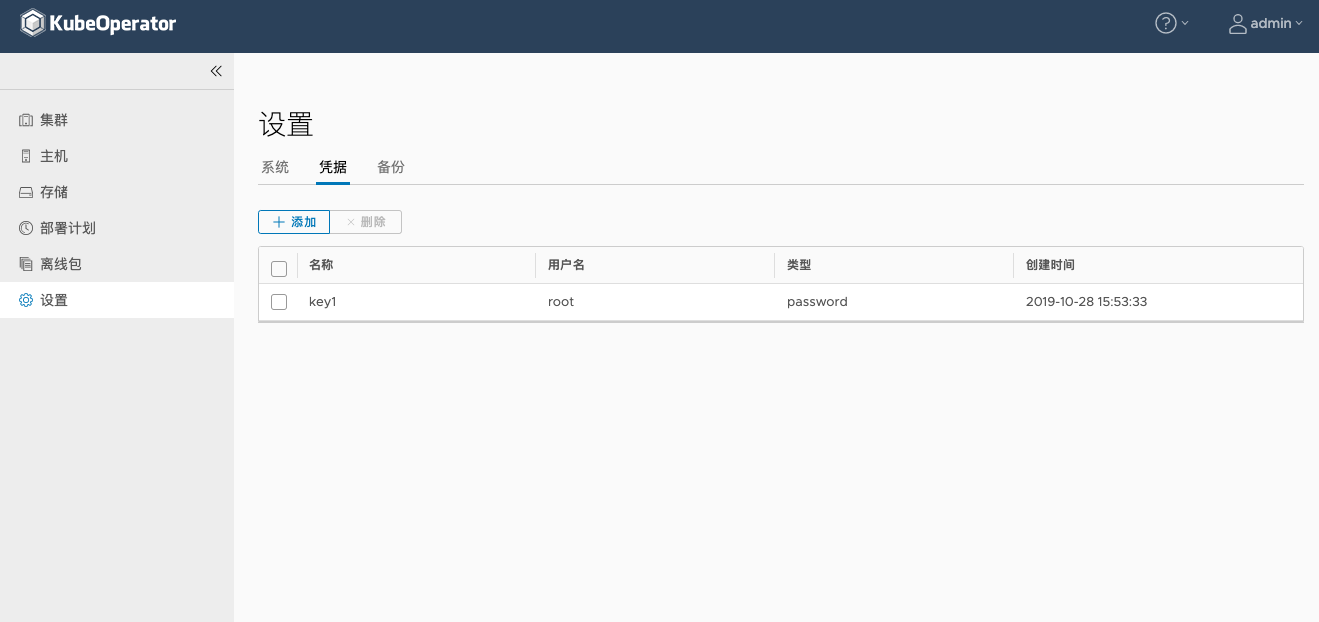 KubeOperator
admin
集群
主机
存储
部署计划
离线包
设置
设置
系统 凭据 备份
添加 删除
名称 用户名 类型 创建时间
key1 root password 2019-10-28 15:53:33